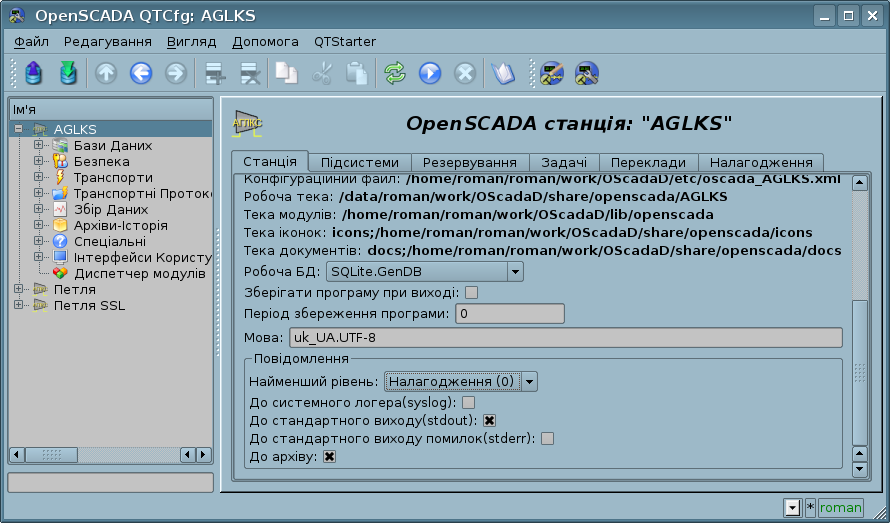 OpenSCADA QTCfg: AGLKS
Файл Редагування Вигляд Допомога QTStarter
Ім'я
AGLKS
Бази Даних
Безпека
Транспорти
Транспортні Проток
Збір Даних
Архіви-Історія
Спеціальні
Інтерфейси Користу
Диспетчер модулів
Петля
Петля SSL
АГЛКС
OpenSCADA станція: "AGLKS"
Станція Підсистеми Резервування Задачі Переклади Налагодження
Конфігураційний файл: /home/roman/roman/work/OScadaD/etc/oscada_AGLKS.xml
Робоча тека: /data/roman/work/OScadaD/share/openscada/AGLKS
Тека модулів: /home/roman/roman/work/OScadaD/lib/openscada
Тека іконок: icons;/home/roman/roman/work/OScadaD/share/openscada/icons
Тека документів: docs;/home/roman/roman/work/OScadaD/share/openscada/docs
Робоча БД: SQLite.GenDB
Зберігати програму при виході:
Період збереження програми: 0
Мова: uk_UA.UTF-8
Повідомлення
Найменший рівень: Налагодження (0)
До системного логера(syslog):
До стандартного виходу(stdout):
До стандартного виходу помилок(stderr):
До архіву:
* roman